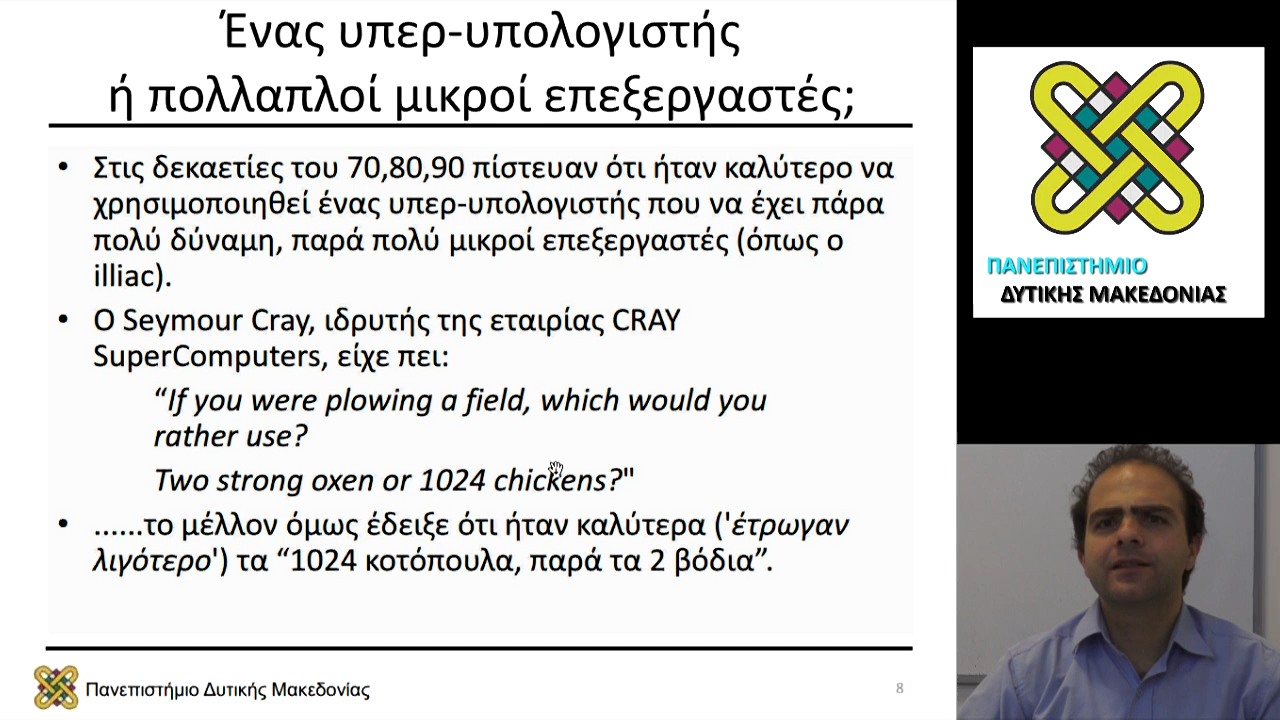 Ένας υπερ-υπολογιστής
ή πολλαπλοί μικροί επεξεργαστές;
• Στις δεκαετίες του 70,80,90 πίστευαν ότι ήταν καλύτερο να
χρησιμοποιηθεί ένας υπερ-υπολογιστής που να έχει πάρα
πολύ δύναμη, παρά πολύ μικροί επεξεργαστές (όπως ο
illiac).
• Ο Seymour Cray, ιδρυτής της εταιρίας CRAY
SuperComputers, είχε πει:
“If you were plowing a field, which would you
rather use?
Two strong oxen or 1024 chickens?"
• ......το μέλλον όμως έδειξε ότι ήταν καλύτερα ('έτρωγαν
λιγότερο') τα “1024 κοτόπουλα, παρά τα 2 βόδια”.
Πανεπιστήμιο Δυτικής Μακεδονίας
8
ΠΑΝΕΠΙΣΤΗΜΙΟ
ΔΥΤΙΚΗΣ ΜΑΚΕΔΟΝΙΑΣ